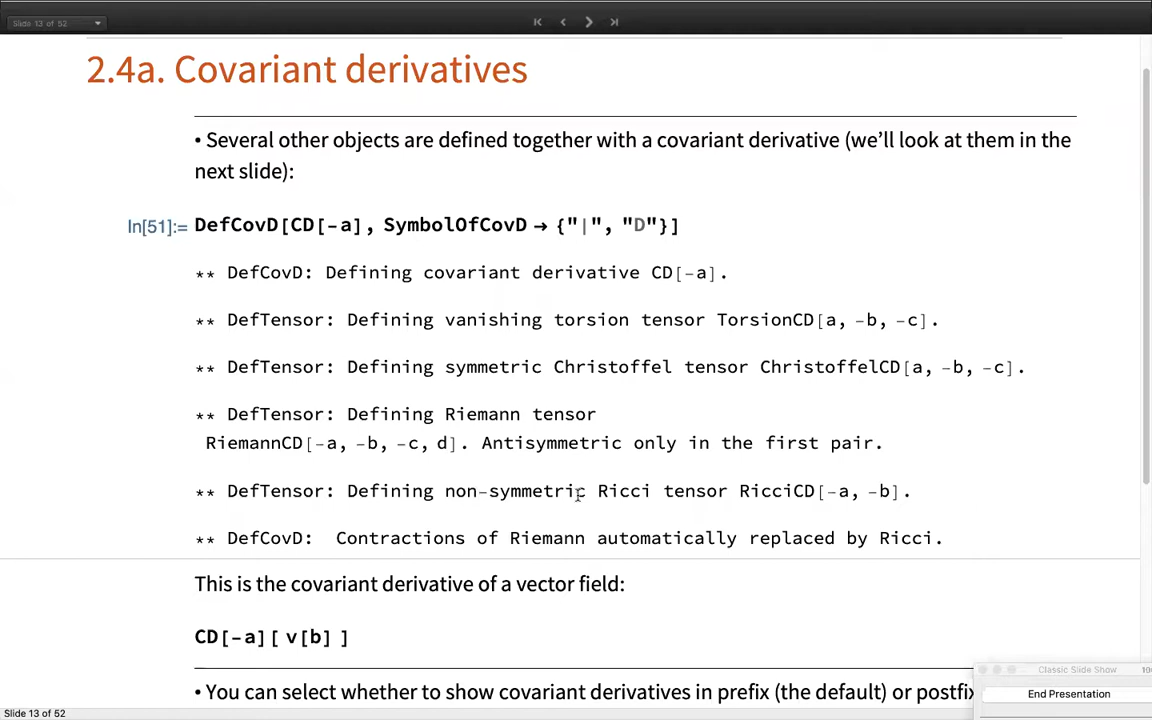 Slide 13 of 52
2.4a. Covariant derivatives
• Several other objects are defined together with a covariant derivative (we'll look at them in the
next slide):
In[51]:= DefCovD[CD[-a], SymbolOfCovD → {"|", "D"}]
** DefCovD: Defining covariant derivative CD[-a].
** DefTensor: Defining vanishing torsion tensor TorsionCD[a, -b, -c].
** DefTensor: Defining symmetric Christoffel tensor ChristoffelCD[a, -b, -c].
** DefTensor: Defining Riemann tensor
RiemannCD[-a, -b, -c, d]. Antisymmetric only in the first pair.
** DefTensor: Defining non-symmetric Ricci tensor RicciCD[-a, -b].
** DefCovD: Contractions of Riemann automatically replaced by Ricci.
This is the covariant derivative of a vector field:
CD[-a][ v[b] ]
• You can select whether to show covariant derivatives in prefix (the default) or postfix
Classic Slide Show
End Presentation
Slide 13 of 52